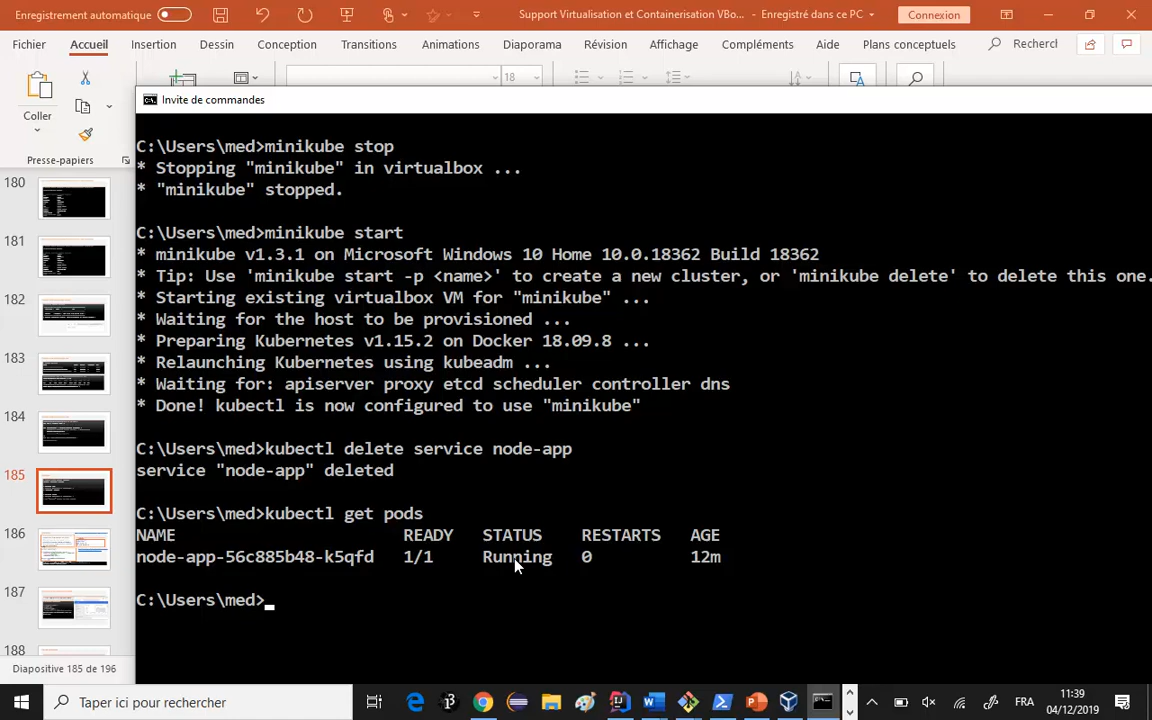 Enregistrement automatique
Support Virtualisation et Containerisation VBo... - Enregistré dans ce PC
Connexion
Fichier Accueil Insertion Dessin Conception Transitions Animations Diaporama Révision Affichage Compléments Aide Plans conceptuels Rechercl
18
Coller
Presse-papiers
Invite de commandes
C:\Users\med>minikube stop
* Stopping "minikube" in virtualbox ...
* "minikube" stopped.
C:\Users\med>minikube start
* minikube v1.3.1 on Microsoft Windows 10 Home 10.0.18362 Build 18362
* Tip: Use 'minikube start -p <name>' to create a new cluster, or 'minikube delete' to delete this one.
* Starting existing virtualbox VM for "minikube" ...
* Waiting for the host to be provisioned ...
* Preparing Kubernetes v1.15.2 on Docker 18.09.8 ...
* Relaunching Kubernetes using kubeadm ...
* Waiting for: apiserver proxy etcd scheduler controller dns
* Done! kubectl is now configured to use "minikube"
C:\Users\med>kubectl delete service node-app
service "node-app" deleted
C:\Users\med>kubectl get pods
NAME READY STATUS RESTARTS AGE
node-app-56c885b48-k5qfd 1/1 Running 0 12m
C:\Users\med>
180
181
182
183
184
185
186
187
188
Diapositive 185 de 196
Taper ici pour rechercher
FRA
11:39
04/12/2019